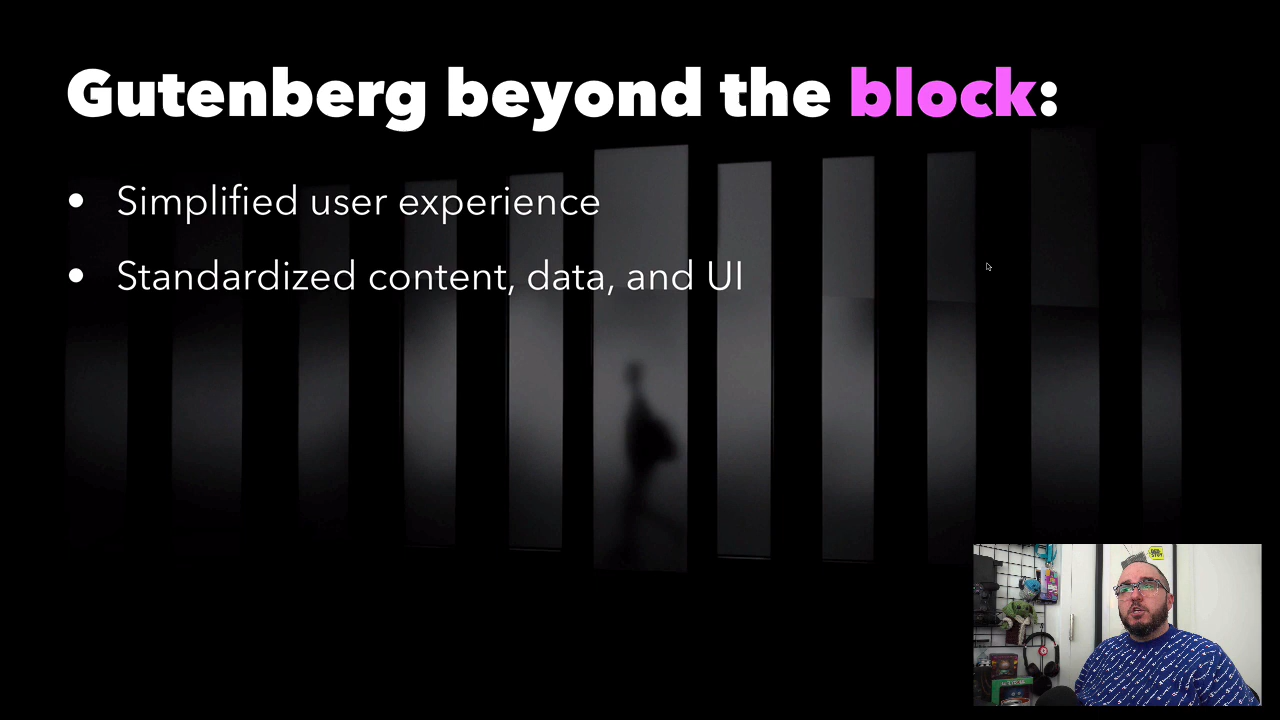 Gutenberg beyond the block:
• Simplified user experience
• Standardized content, data, and UI